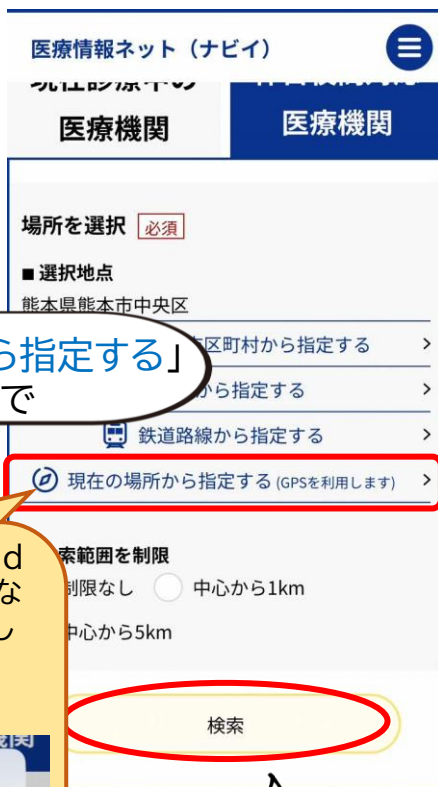 医療情報ネット（ナビイ）
医療機関
医療機関
場所を選択 必須
■ 選択地点
熊本県熊本市中央区
区町村から指定する
ら指定する」
で
から指定する
鉄道路線から指定する
現在の場所から指定する (GPSを利用します)
索範囲を制限
制限なし 中心から1km
中心から5km
d
な
し
検索